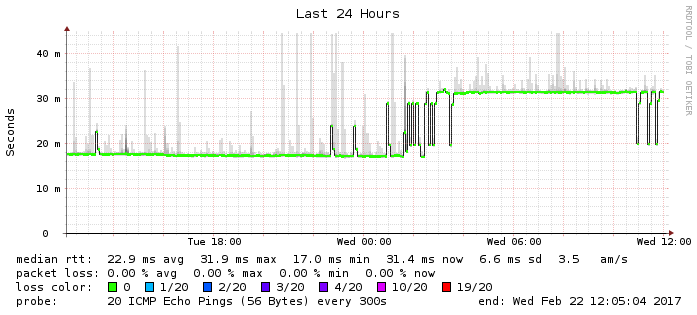 Last 24 Hours
RRDTOOL / TOBI OETIKER
Seconds
40 m
30 m
20 m
10 m
0
Tue 18:00 Wed 00:00 Wed 06:00 Wed 12:00
median rtt: 22.9 ms avg 31.9 ms max 17.0 ms min 31.4 ms now 6.6 ms sd 3.5 am/s
packet loss: 0.00 % avg 0.00 % max 0.00 % min 0.00 % now
loss color: 0 1/20 2/20 3/20 4/20 10/20 19/20
probe: 20 ICMP Echo Pings (56 Bytes) every 300s end: Wed Feb 22 12:05:04 2017